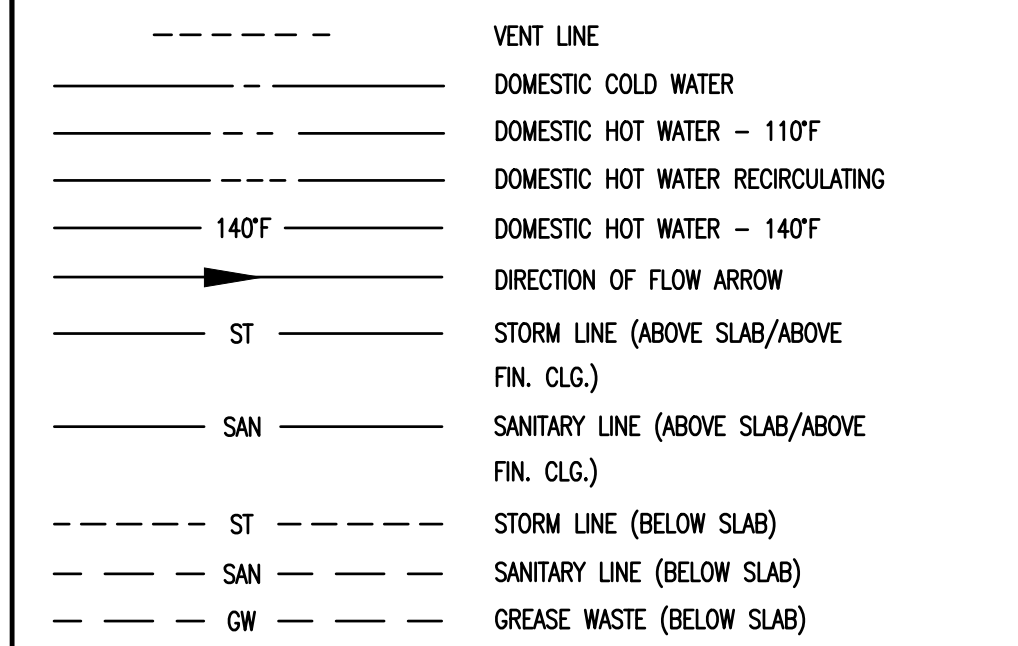 VENT LINE
DOMESTIC COLD WATER
DOMESTIC HOT WATER - 110°F
DOMESTIC HOT WATER RECIRCULATING
140°F DOMESTIC HOT WATER - 140°F
DIRECTION OF FLOW ARROW
ST STORM LINE (ABOVE SLAB/ABOVE
FIN. CLG.)
SAN SANITARY LINE (ABOVE SLAB/ABOVE
FIN. CLG.)
ST STORM LINE (BELOW SLAB)
SAN SANITARY LINE (BELOW SLAB)
GW GREASE WASTE (BELOW SLAB)